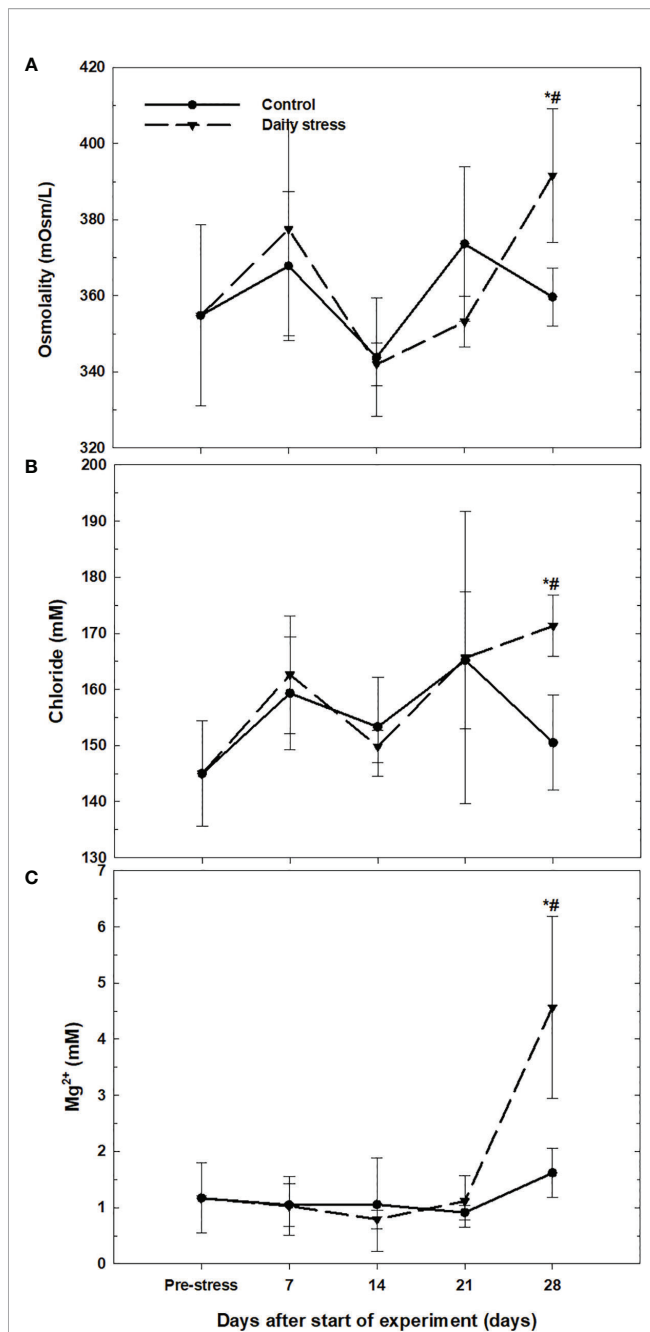 A
420
400
380
360
340
320
Osmolality (mOsm/L)
Control
Daily stress
*#
B
200
190
180
170
160
150
140
130
Chloride (mM)
*#
C
7
6
5
4
3
2
1
0
Mg²⁺ (mM)
*#
Pre-stress 7 14 21 28
Days after start of experiment (days)